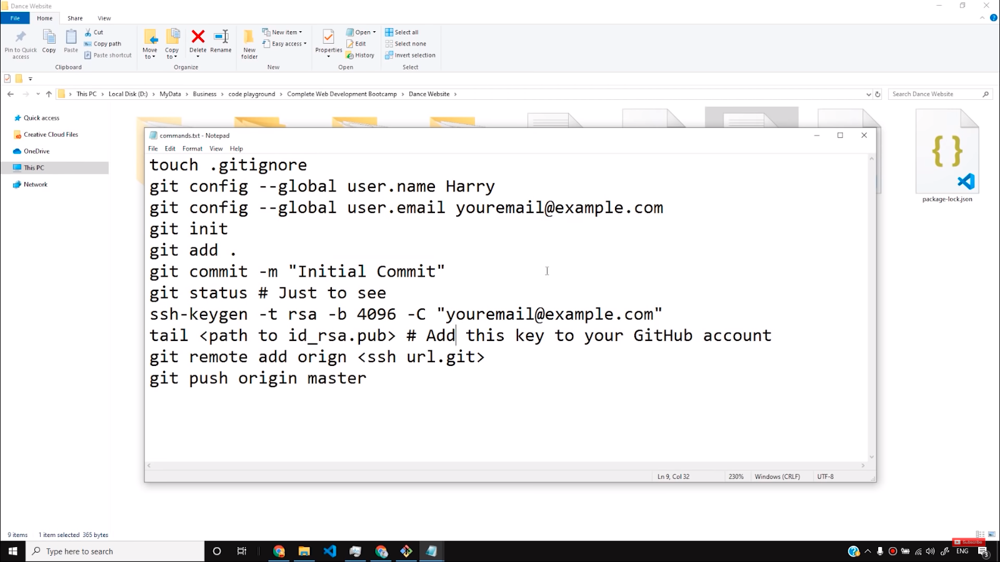 Dance Website
File Home Share View
Pin to Quick access
Copy
Paste
Cut
Copy path
Paste shortcut
Clipboard
Move to
Copy to
Delete
Rename
Organize
New folder
New item
Easy access
New
Properties
Open
Edit
History
Open
Select all
Select none
Invert selection
Select
This PC > Local Disk (D:) > MyData > Business > code playground > Complete Web Development Bootcamp > Dance Website >
Search Dance Website
Quick access
Creative Cloud Files
OneDrive
This PC
Network
package-lock.json
commands.txt - Notepad
File Edit Format View Help
touch .gitignore
git config --global user.name Harry
git config --global user.email youremail@example.com
git init
git add .
git commit -m "Initial Commit"
git status # Just to see
ssh-keygen -t rsa -b 4096 -C "youremail@example.com"
tail <path to id_rsa.pub> # Add this key to your GitHub account
git remote add orign <ssh url.git>
git push origin master
Ln 9, Col 32 230% Windows (CRLF) UTF-8
9 items 1 item selected 365 bytes
Subscribe
Type here to search
ENG
3